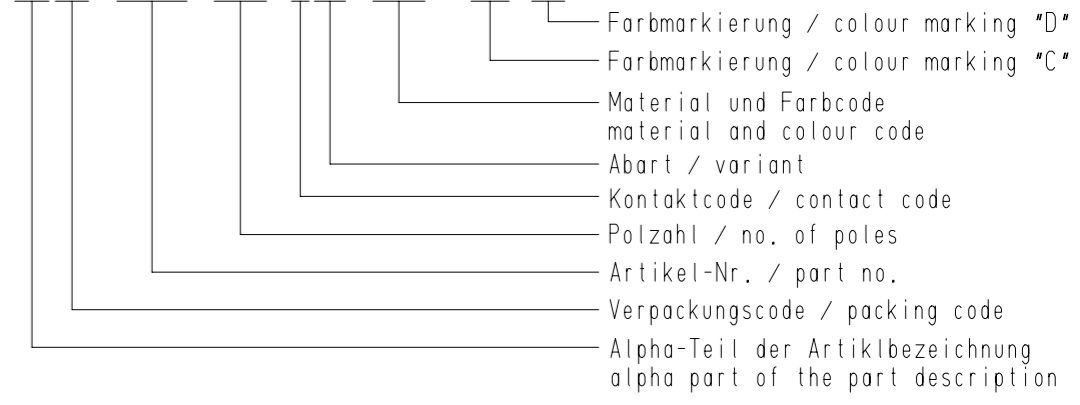 Farbmarkierung / colour marking "D"
Farbmarkierung / colour marking "C"
Material und Farbcode
material and colour code
Abart / variant
Kontaktcode / contact code
Polzahl / no. of poles
Artikel-Nr. / part no.
Verpackungscode / packing code
Alpha-Teil der Artiklbezeichnung
alpha part of the part description